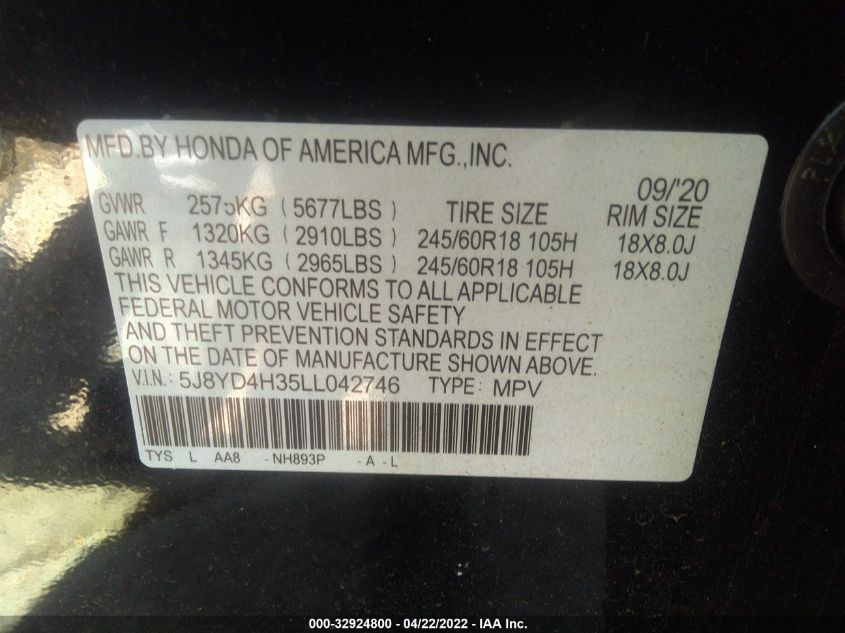 MFD.BY HONDA OF AMERICA MFG.,INC.
09/'20
GVWR 2575KG (5677LBS) TIRE SIZE RIM SIZE
GAWR F 1320KG (2910LBS) 245/60R18 105H 18X8.0J
GAWR R 1345KG (2965LBS) 245/60R18 105H 18X8.0J
THIS VEHICLE CONFORMS TO ALL APPLICABLE
FEDERAL MOTOR VEHICLE SAFETY
AND THEFT PREVENTION STANDARDS IN EFFECT
ON THE DATE OF MANUFACTURE SHOWN ABOVE.
V.I.N.: 5J8YD4H35LL042746 TYPE: MPV
TYS L AA8 -NH893P -A -L
000-32924800 - 04/22/2022 - IAA Inc.